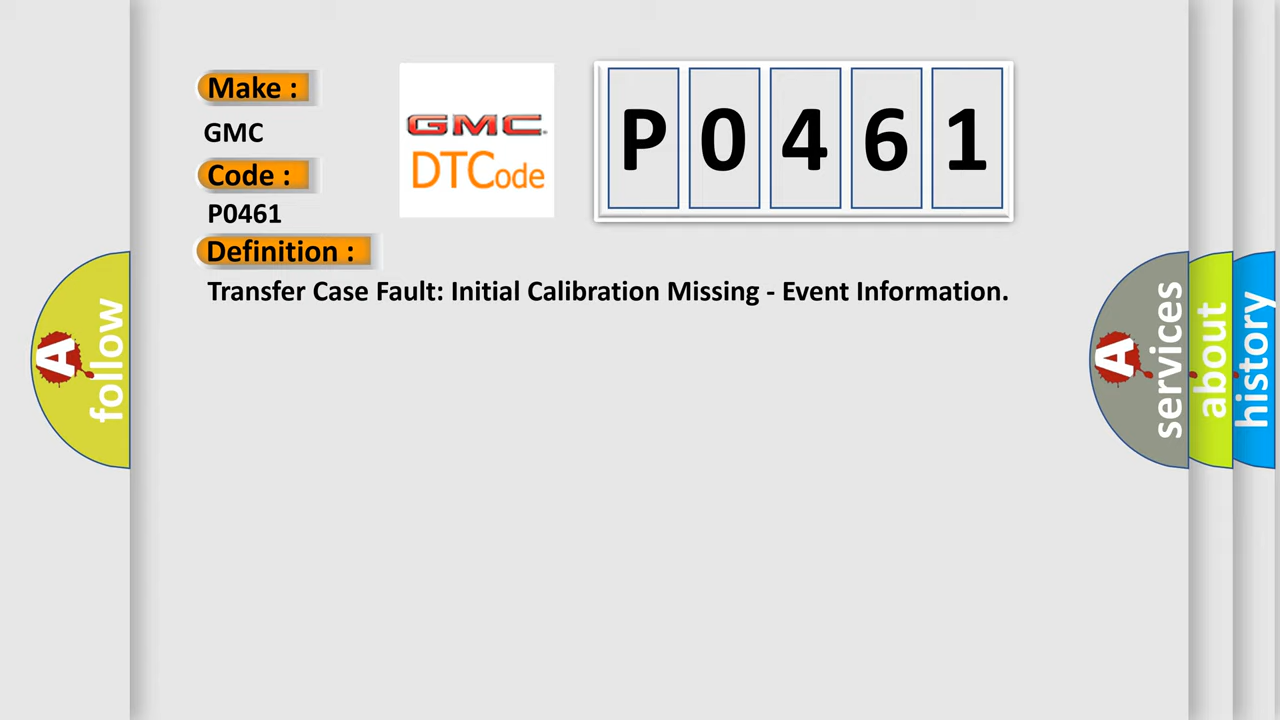 Make :
GMC
Code :
P0461
Definition :
Transfer Case Fault: Initial Calibration Missing - Event Information.
GMC
DTCode
P 0 4 6 1
A follow
A services
about
history